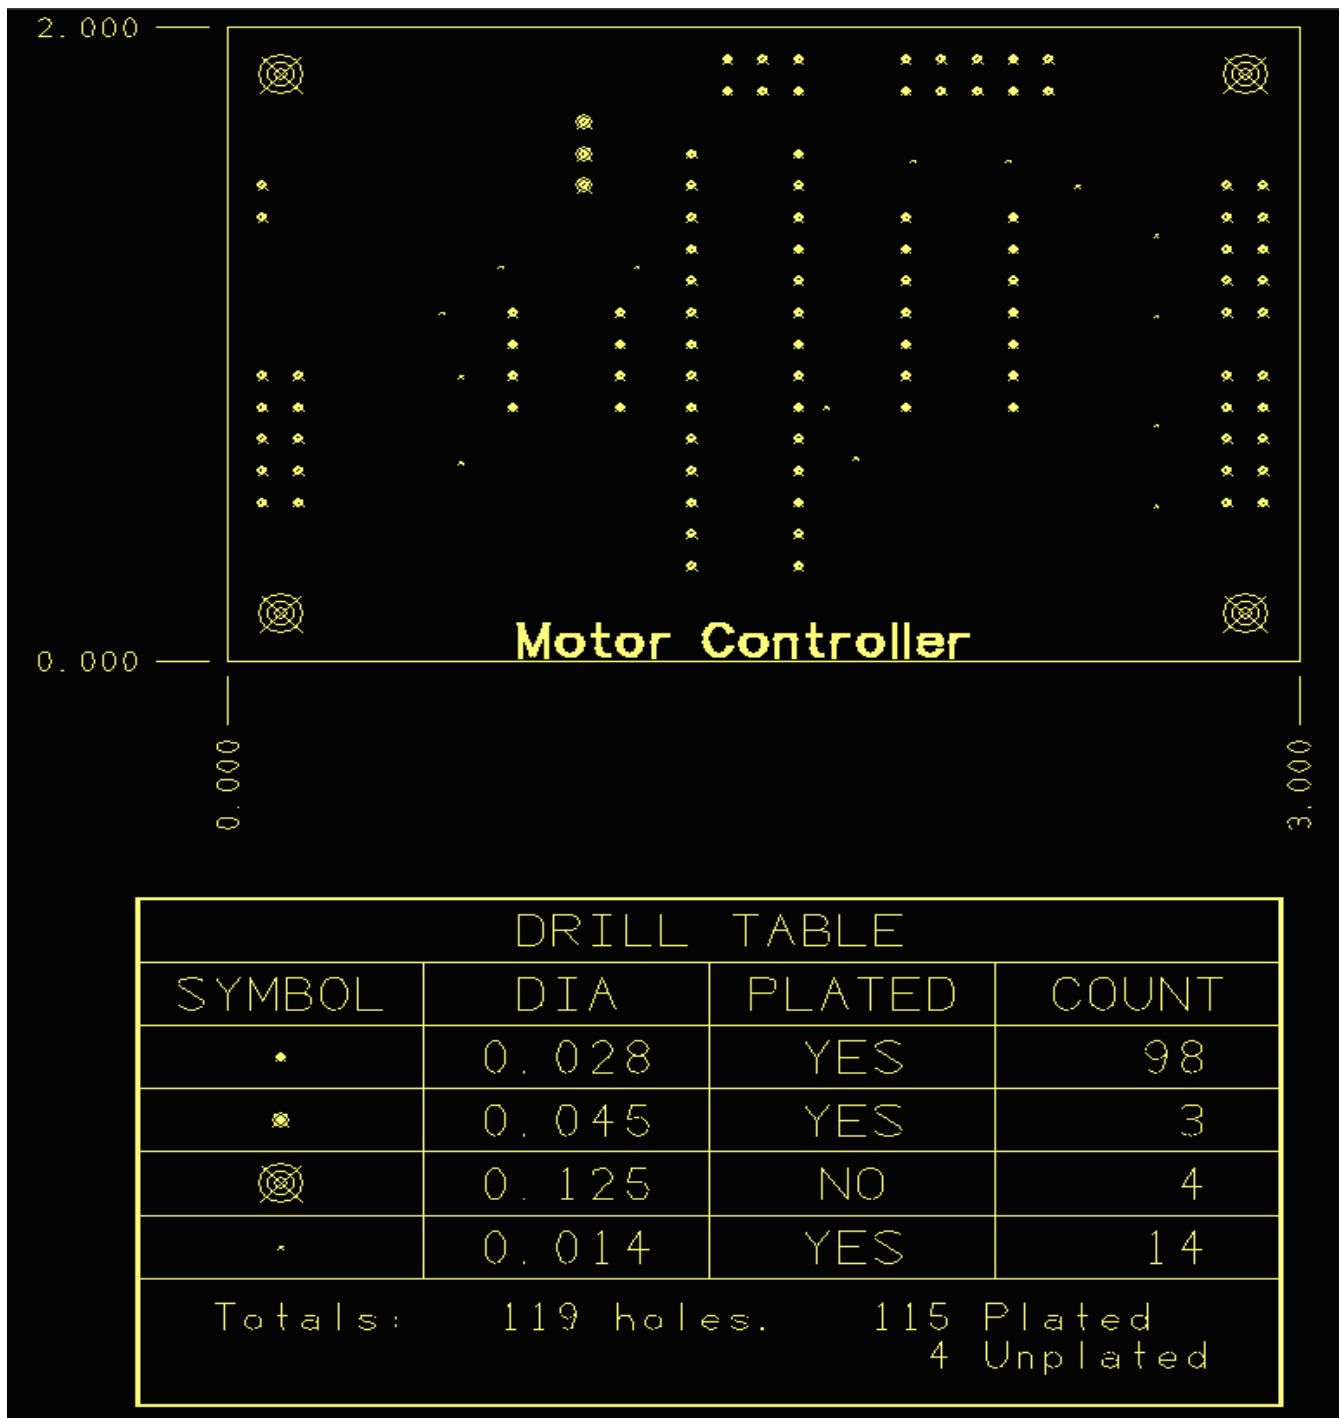 2.000
Motor Controller
0.000
0.000
3.000
DRILL TABLE
SYMBOL DIA PLATED COUNT
0.028 YES 98
0.045 YES 3
0.125 NO 4
0.014 YES 14
Totals: 119 holes. 115 Plated
4 Unplated